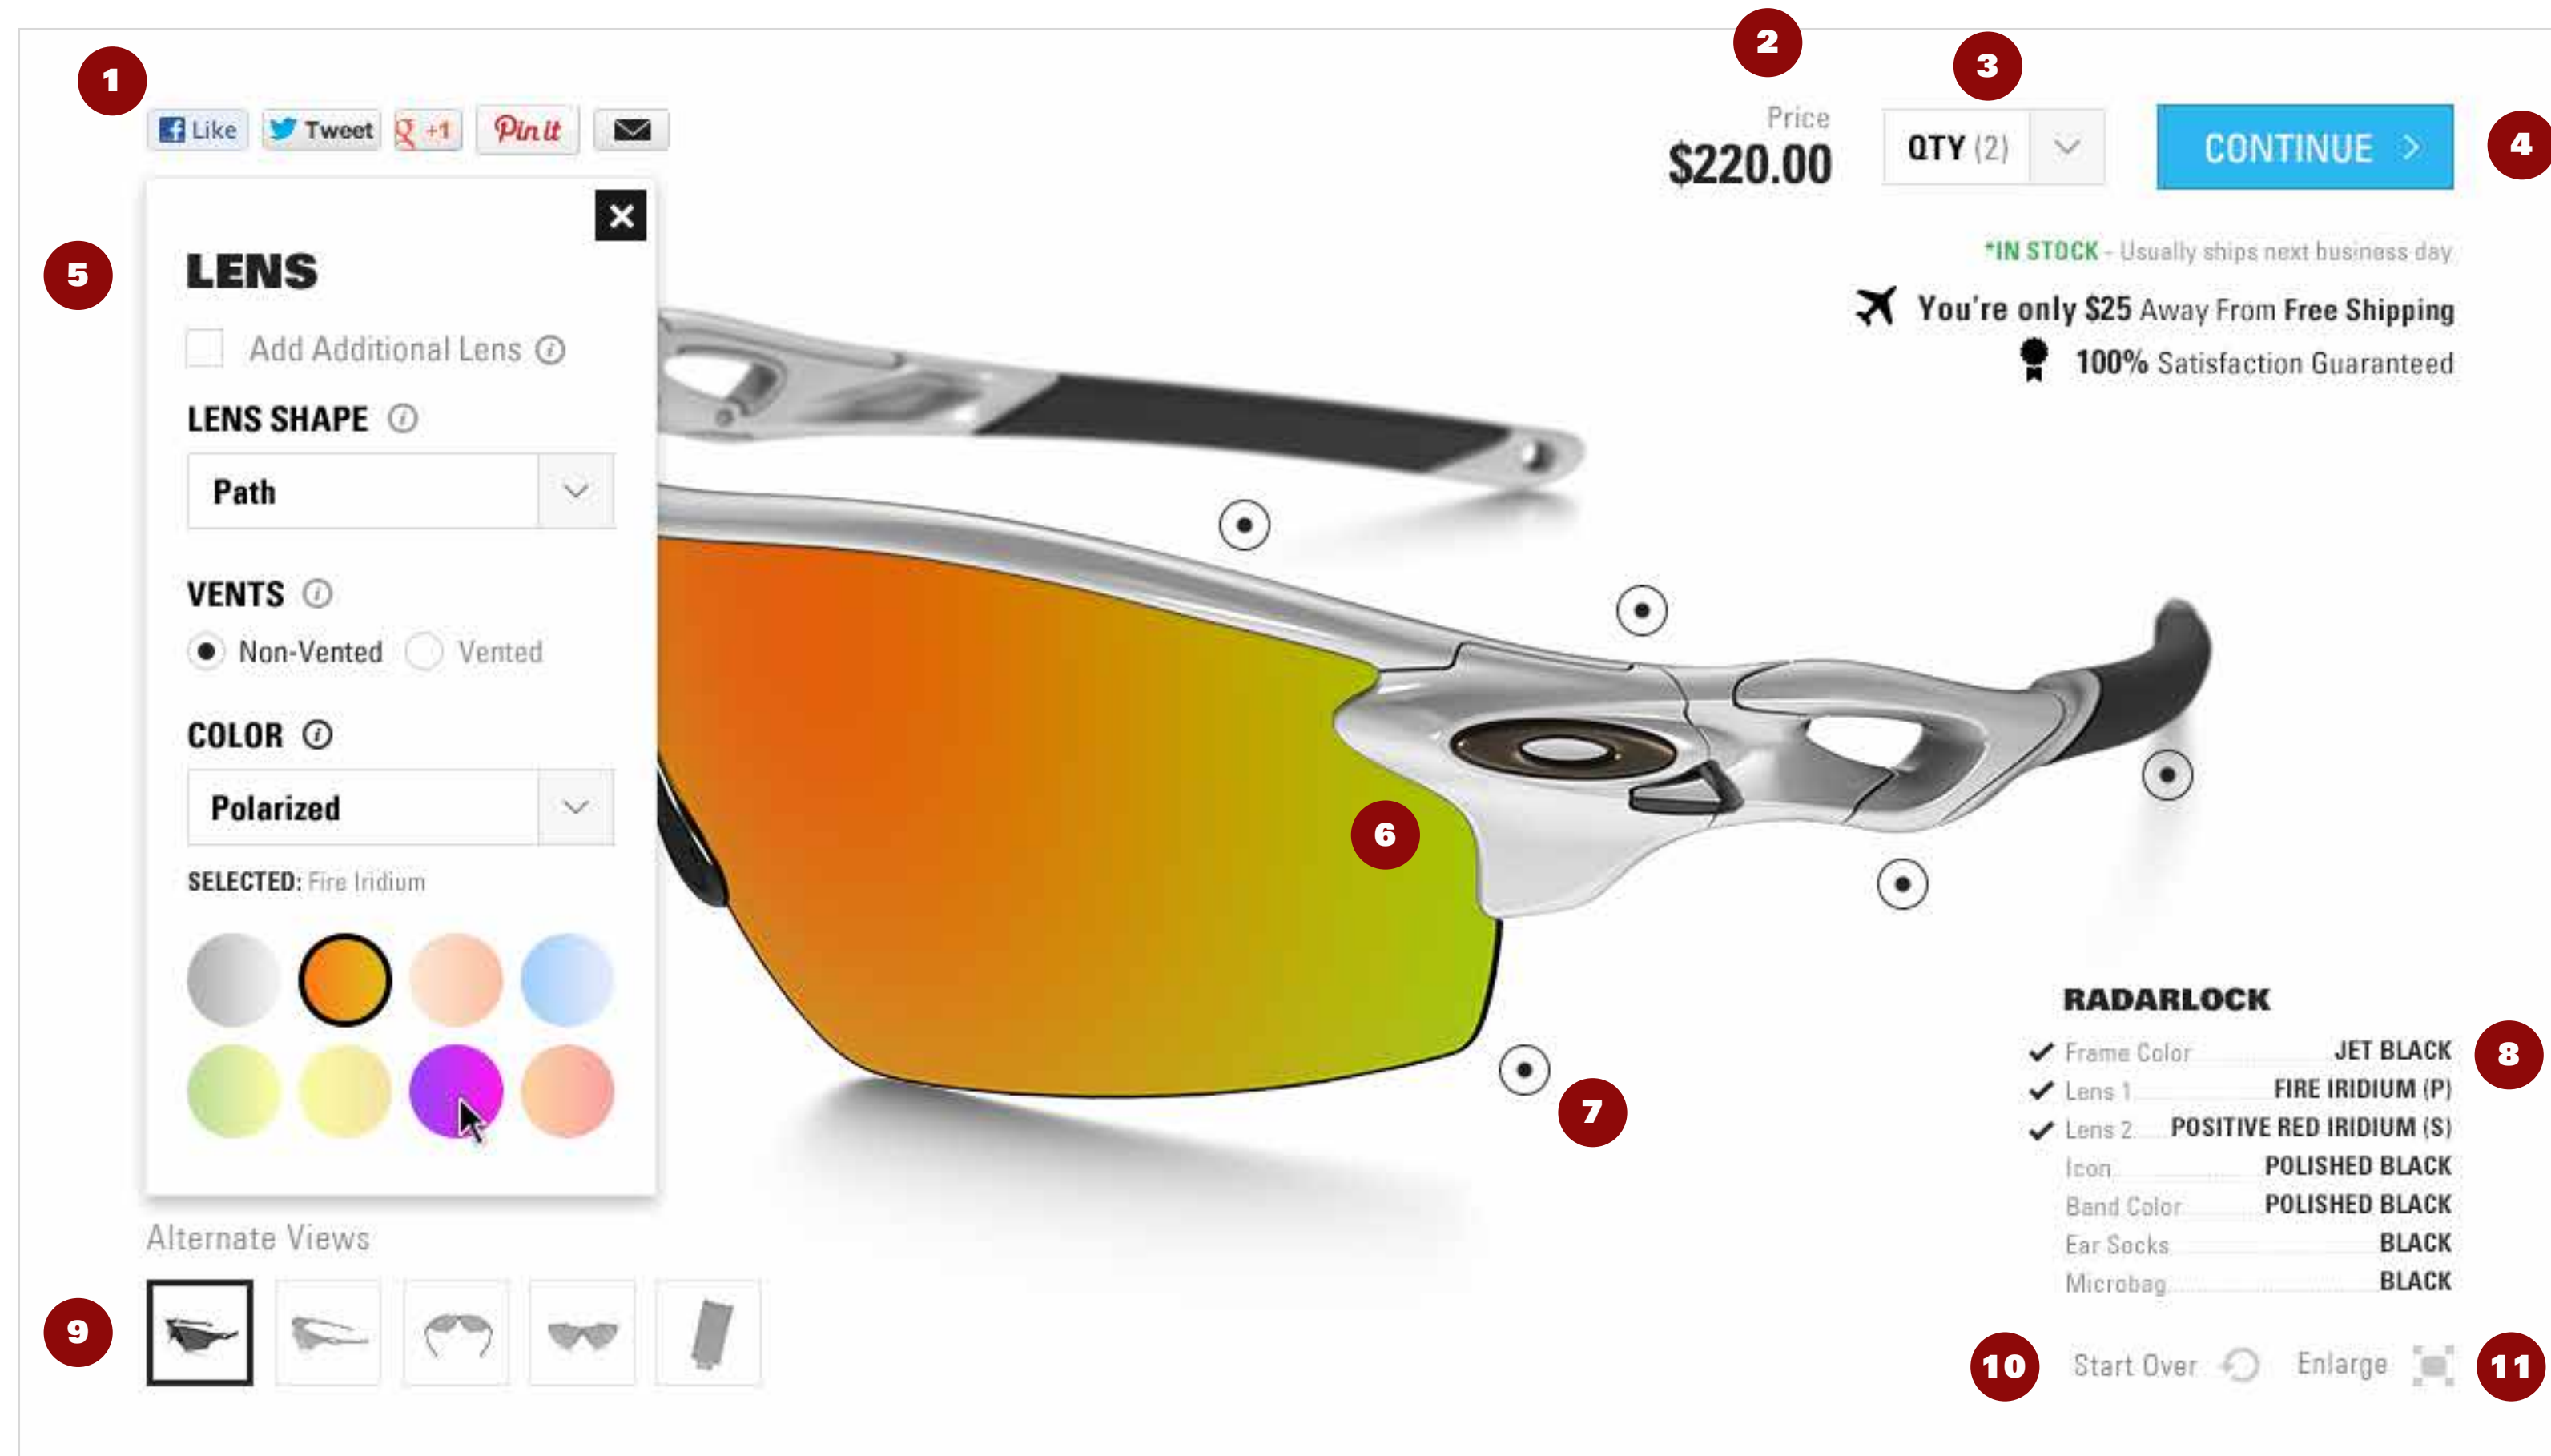 1
2
3
Like
Tweet
g +1
Pin it
Price
$220.00
QTY (2)
CONTINUE >
4
*IN STOCK - Usually ships next business day
You're only $25 Away From Free Shipping
100% Satisfaction Guaranteed
5
LENS
Add Additional Lens i
LENS SHAPE i
Path
VENTS i
Non-Vented Vented
COLOR i
Polarized
SELECTED: Fire Iridium
6
7
RADARLOCK
Frame Color JET BLACK
8
Lens 1 FIRE IRIDIUM (P)
Lens 2 POSITIVE RED IRIDIUM (S)
Icon POLISHED BLACK
Band Color POLISHED BLACK
Ear Socks BLACK
Microbag BLACK
Alternate Views
9
10
Start Over
Enlarge
11